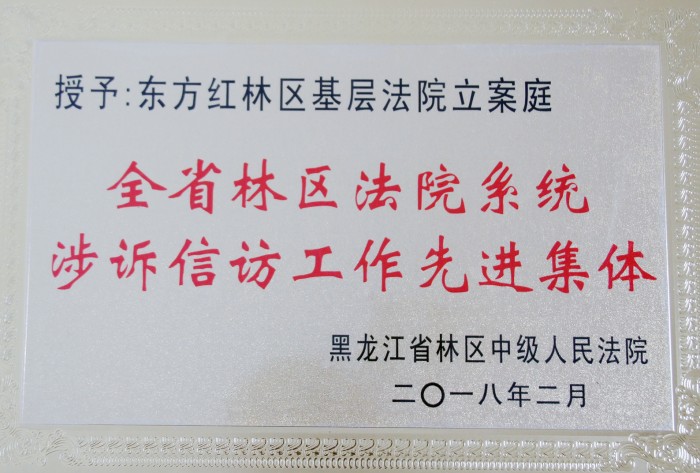 授予:东方红林区基层法院立案庭
全省林区法院系统
涉诉信访工作先进集体
黑龙江省林区中级人民法院
二〇一八年二月